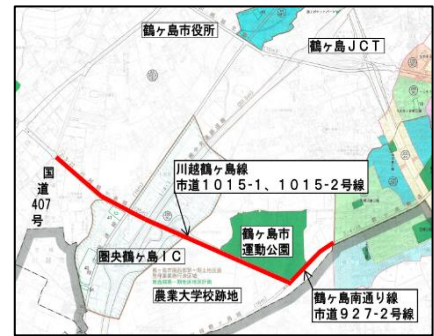 鶴ヶ島市役所
鶴ヶ島JCT
国道
407
号
川越鶴ヶ島線
市道1015-1、1015-2号線
鶴ヶ島市
運動公園
圏央鶴ヶ島IC
農業大学校跡地
鶴ヶ島南通り線
市道927-2号線